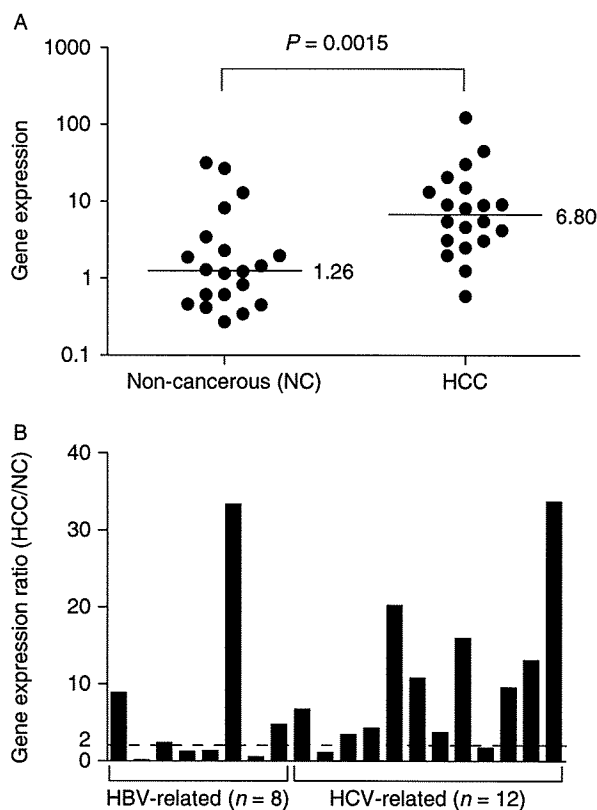 A
P = 0.0015
1000
100
10
1
0.1
Gene expression
1.26
6.80
Non-cancerous (NC)
HCC
B
Gene expression ratio (HCC/NC)
40
30
20
10
2
0
HBV-related (n = 8)
HCV-related (n = 12)